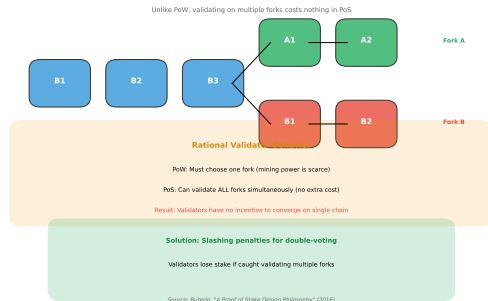 Unlike PoW, validating on multiple forks costs nothing in PoS
A1
A2
Fork A
B1
B2
B3
B1
B2
Fork B
Rational Validator
PoW: Must choose one fork (mining power is scarce)
PoS: Can validate ALL forks simultaneously (no extra cost)
Result: Validators have no incentive to converge on single chain
Solution: Slashing penalties for double-voting
Validators lose stake if caught validating multiple forks
Source: Buterin, "A Proof of Stake Design Philosophy" (2016)